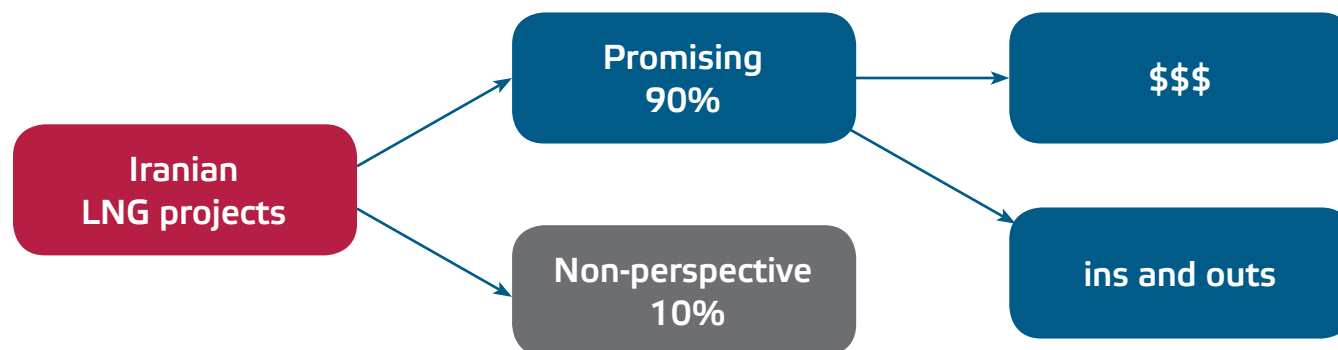 Iranian
LNG projects
Promising
90%
Non-perspective
10%
$$$
ins and outs